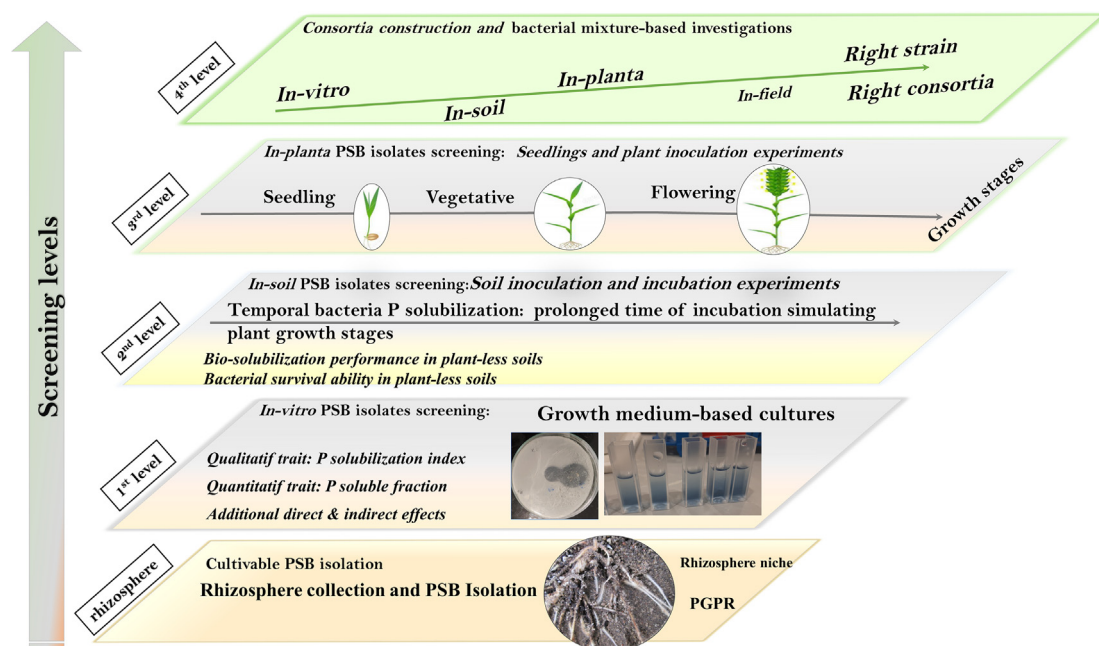 Screening levels
4th level
Consortia construction and bacterial mixture-based investigations
In-vitro
In-soil
In-planta
In-field
Right strain
Right consortia
3rd level
In-planta PSB isolates screening: Seedlings and plant inoculation experiments
Seedling
Vegetative
Flowering
Growth stages
2nd level
In-soil PSB isolates screening:Soil inoculation and incubation experiments
Temporal bacteria P solubilization: prolonged time of incubation simulating
plant growth stages
Bio-solubilization performance in plant-less soils
Bacterial survival ability in plant-less soils
1st level
In-vitro PSB isolates screening:
Growth medium-based cultures
Qualitatif trait: P solubilization index
Quantitatif trait: P soluble fraction
Additional direct & indirect effects
rhizosphere
Cultivable PSB isolation
Rhizosphere collection and PSB Isolation
Rhizosphere niche
PGPR